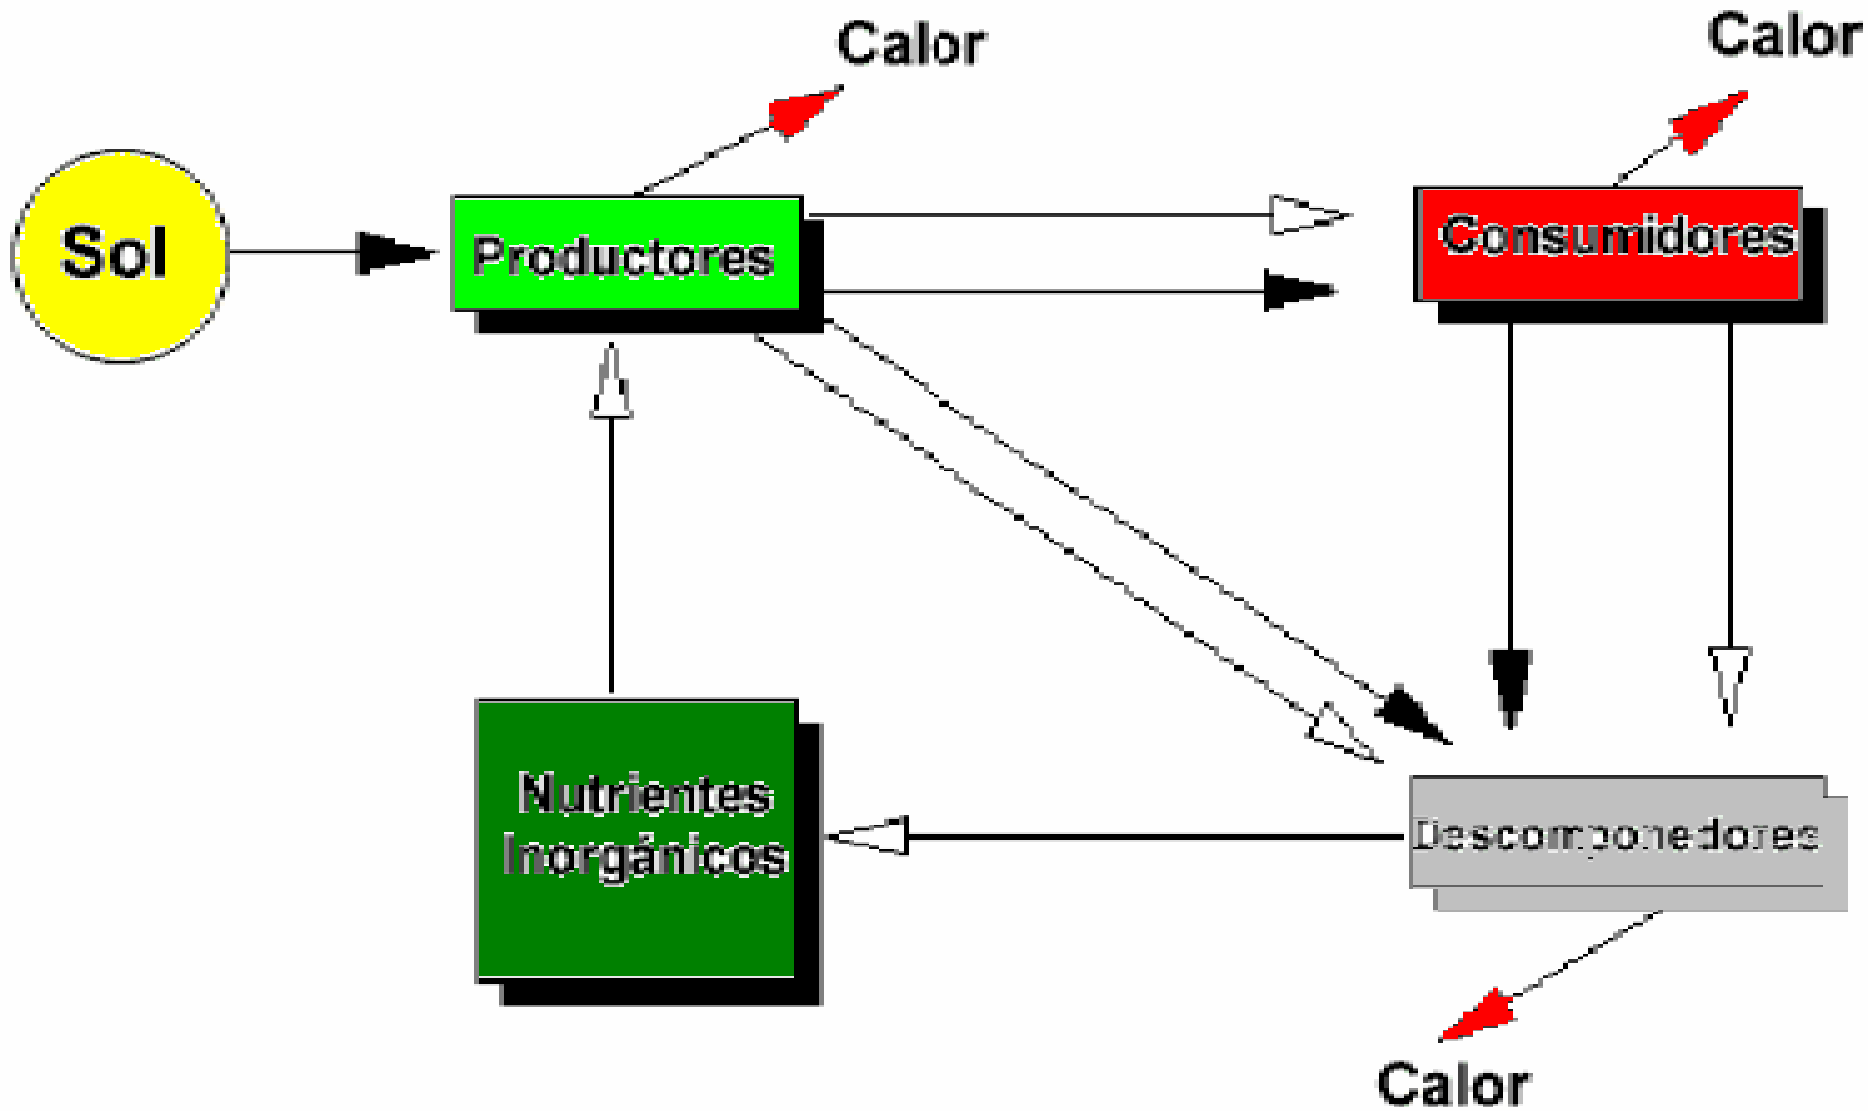 Calor
Calor
Sol
Productores
Consumidores
Nutrientes
Inorgánicos
Descomponedores
Calor